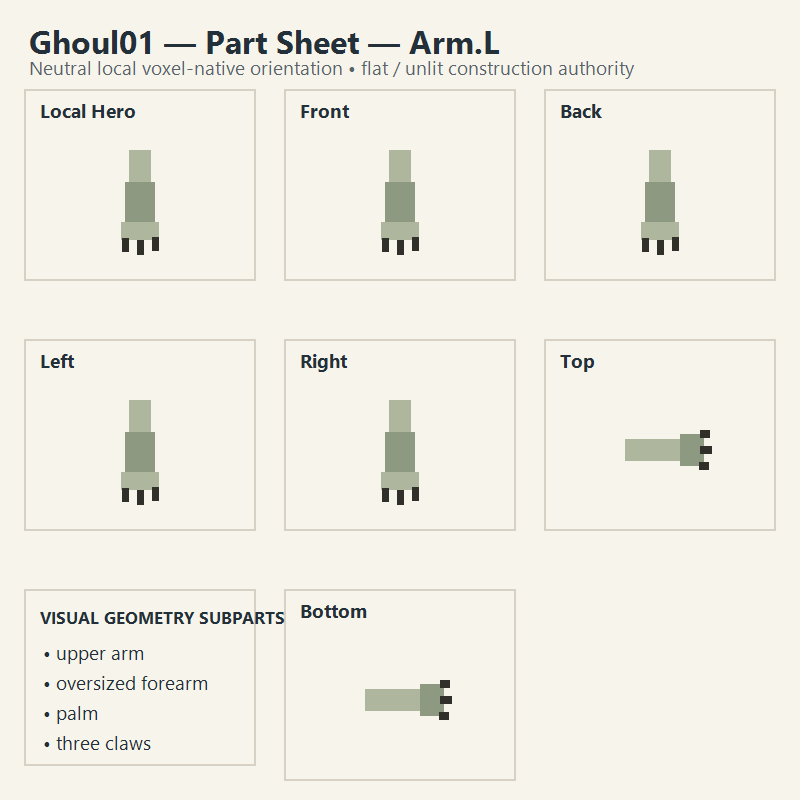 Ghoul01 — Part Sheet — Arm.L
Neutral local voxel-native orientation • flat / unlit construction authority
Local Hero
Front
Back
Left
Right
Top
VISUAL GEOMETRY SUBPARTS
• upper arm
• oversized forearm
• palm
• three claws
Bottom